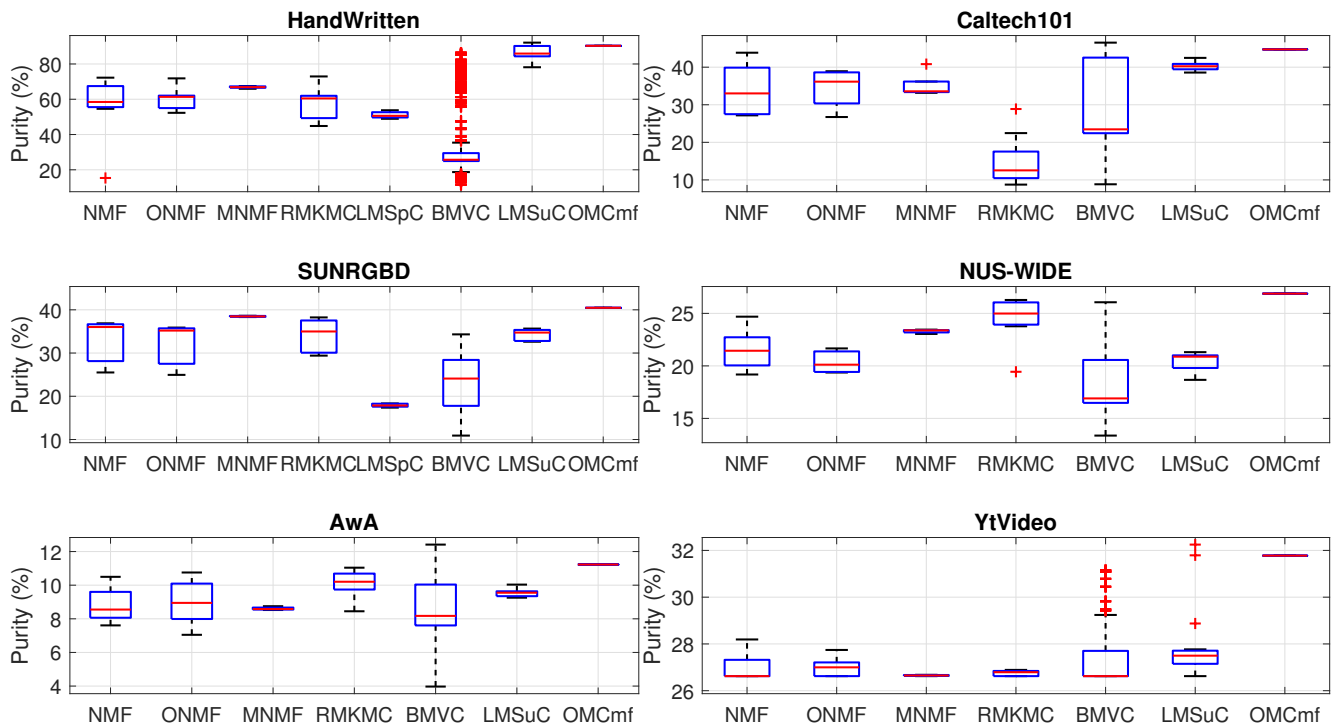 HandWritten
Purity (%)
80
60
40
20
NMF ONMF MNMF RMKMC LMSpC BMVC LMSuC OMCmf
Caltech101
Purity (%)
40
30
20
10
NMF ONMF MNMF RMKMC BMVC LMSuC OMCmf
SUNRGBD
Purity (%)
40
30
20
10
NMF ONMF MNMF RMKMC LMSpC BMVC LMSuC OMCmf
NUS-WIDE
Purity (%)
25
20
15
NMF ONMF MNMF RMKMC BMVC LMSuC OMCmf
AwA
Purity (%)
12
10
8
6
4
NMF ONMF MNMF RMKMC BMVC LMSuC OMCmf
YtVideo
Purity (%)
32
30
28
26
NMF ONMF MNMF RMKMC BMVC LMSuC OMCmf